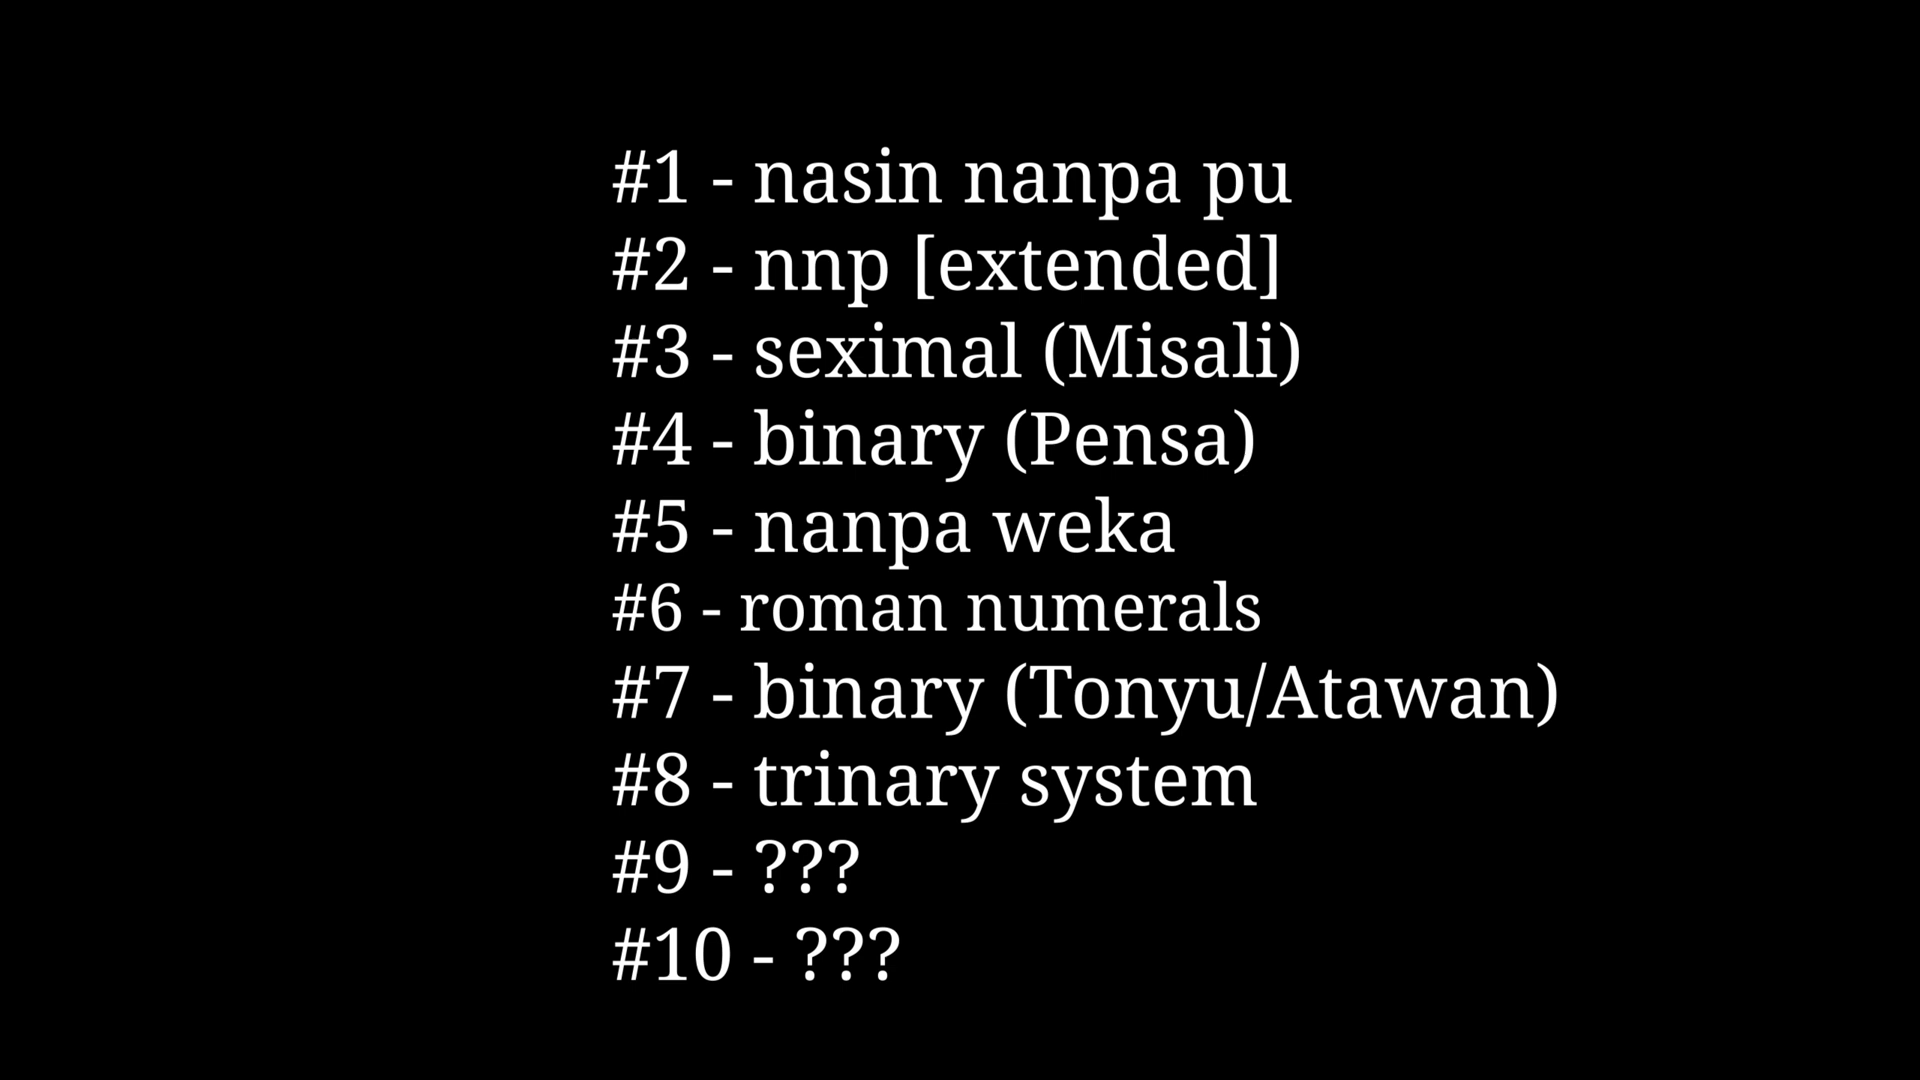 #1 - nasin nanpa pu
#2 - nnp [extended]
#3 - seximal (Misali)
#4 - binary (Pensa)
#5 - nanpa weka
#6 - roman numerals
#7 - binary (Tonyu/Atawan)
#8 - trinary system
#9 - ???
#10 - ???